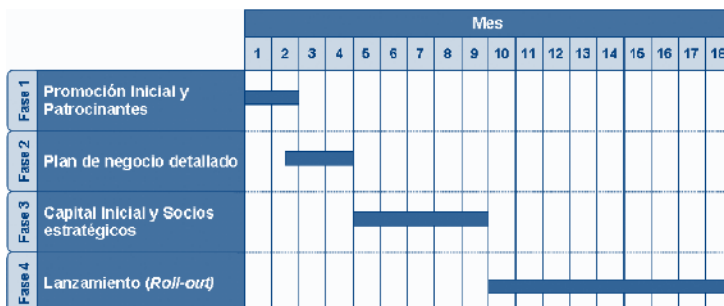 Mes
1 2 3 4 5 6 7 8 9 10 11 12 13 14 15 16 17 18
Fase 1
Promoción Inicial y
Patrocinantes
Fase 2
Plan de negocio detallado
Fase 3
Capital Inicial y Socios
estratégicos
Fase 4
Lanzamiento (Roll-out)